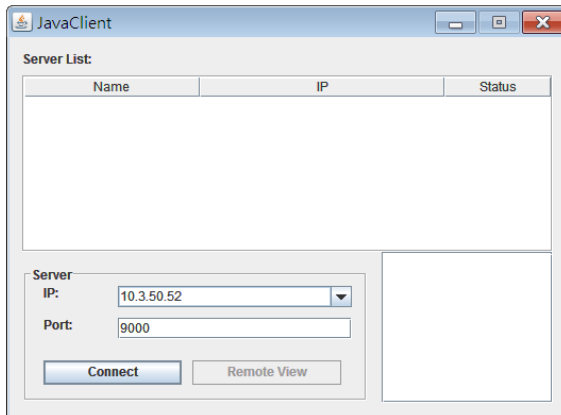 JavaClient
Server List:
Name IP Status
Server
IP: 10.3.50.52
Port: 9000
Connect Remote View